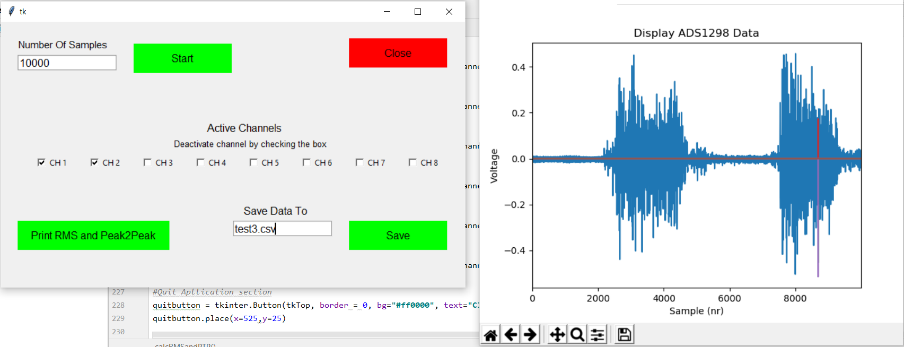 tk
Number Of Samples
10000
Start
Close
Active Channels
Deactivate channel by checking the box
CH 1 CH 2 CH 3 CH 4 CH 5 CH 6 CH 7 CH 8
Save Data To
test3.csv
Print RMS and Peak2Peak
Save
227 #Quit Apllication section
228 quitbutton = tkinter.Button(tkTop, border = 0, bg="#ff0000", text="C
229 quitbutton.place(x=525,y=25)
230
Display ADS1298 Data
Voltage
0.4
0.2
0.0
−0.2
−0.4
0 2000 4000 6000 8000
Sample (nr)